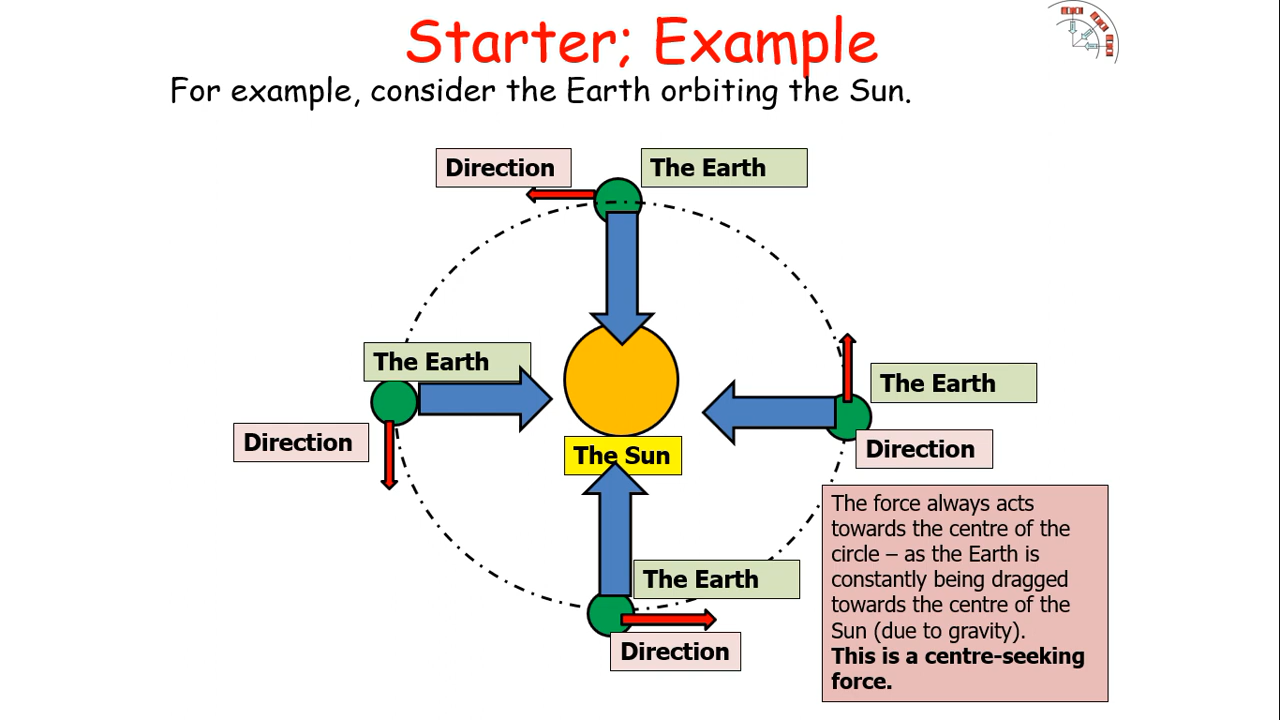 Starter; Example
For example, consider the Earth orbiting the Sun.
Direction
The Earth
The Earth
The Earth
Direction
Direction
The Sun
The Earth
Direction
The force always acts
towards the centre of the
circle – as the Earth is
constantly being dragged
towards the centre of the
Sun (due to gravity).
This is a centre-seeking
force.